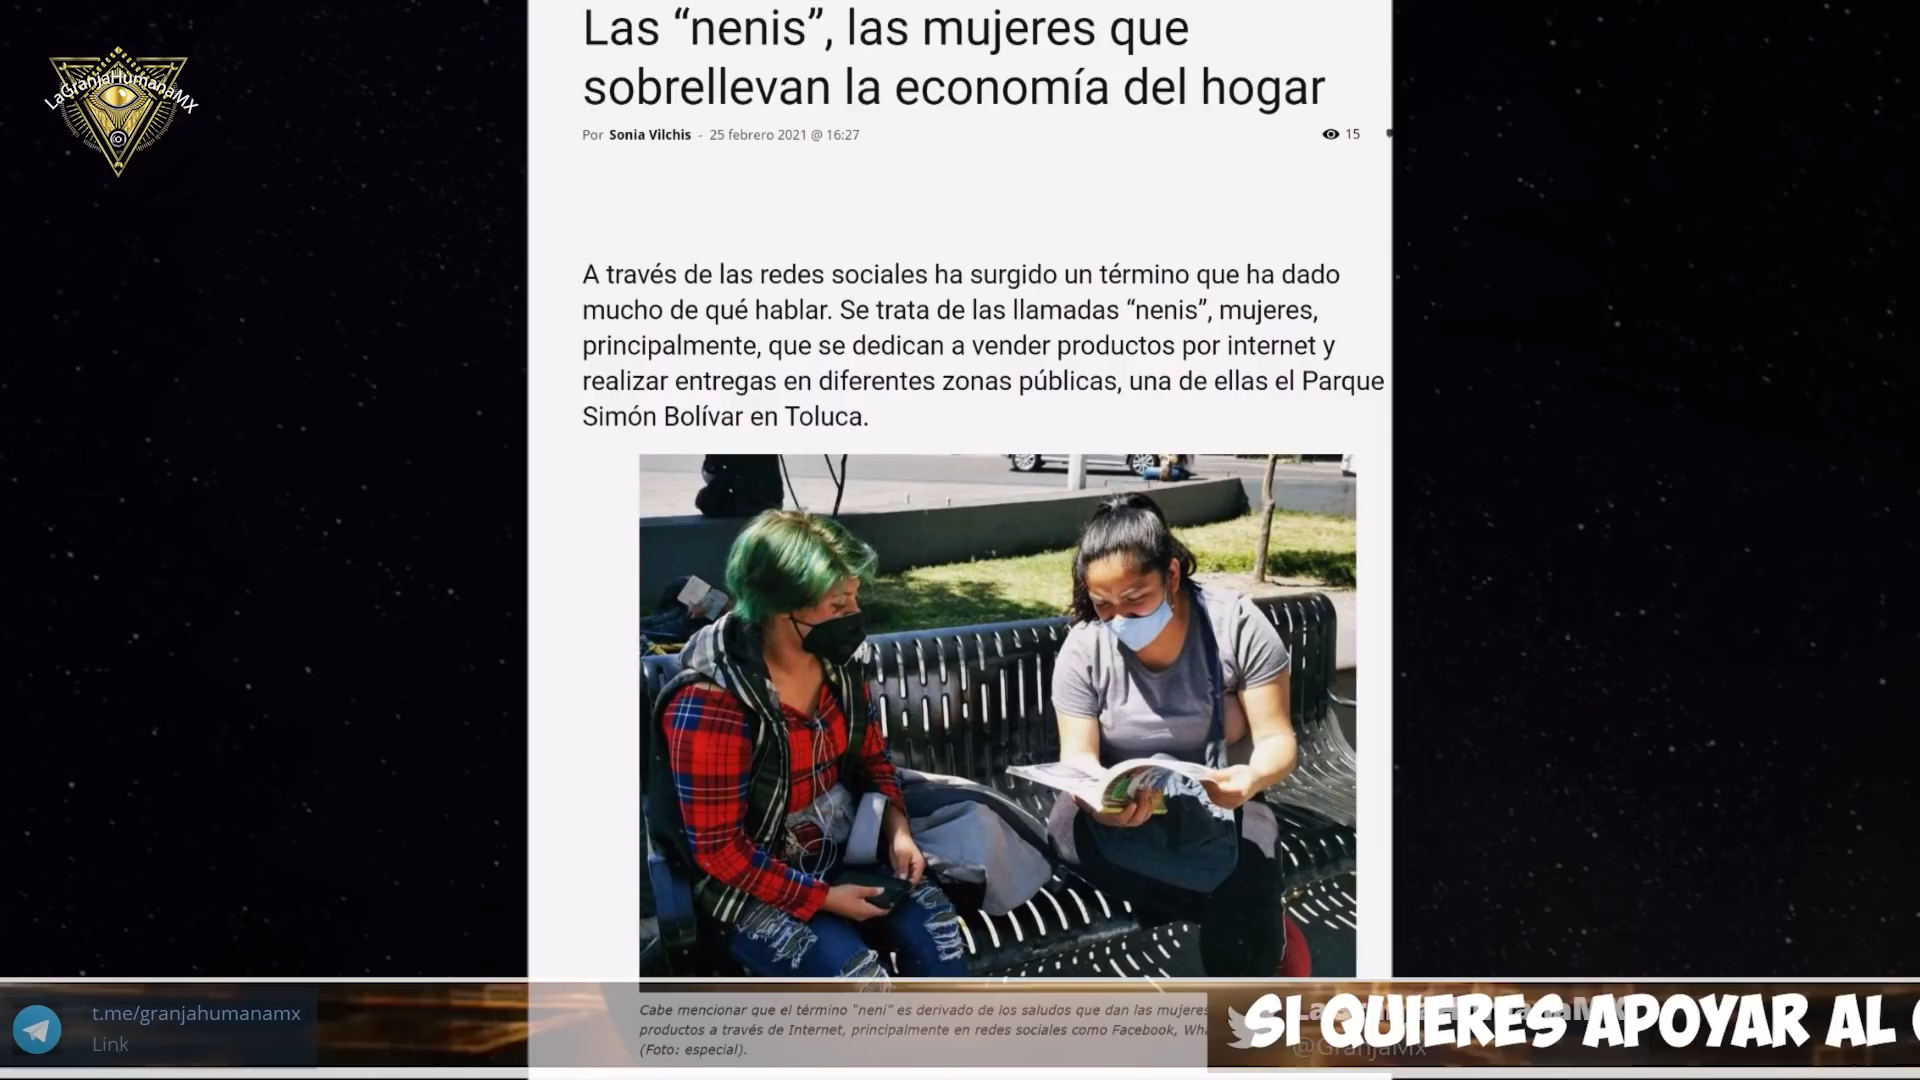 LaGranjaHumanaMX
Las “nenis”, las mujeres que
sobrellevan la economía del hogar
Por Sonia Vilchis - 25 febrero 2021 @ 16:27
15
A través de las redes sociales ha surgido un término que ha dado
mucho de qué hablar. Se trata de las llamadas “nenis”, mujeres,
principalmente, que se dedican a vender productos por internet y
realizar entregas en diferentes zonas públicas, una de ellas el Parque
Simón Bolívar en Toluca.
Cabe mencionar que el término “neni” es derivado de los saludos que dan las mujeres
productos a través de Internet, principalmente en redes sociales como Facebook, Wha
(Foto: especial).
t.me/granjahumanamx
Link
SI QUIERES APOYAR AL
@GranjaMx